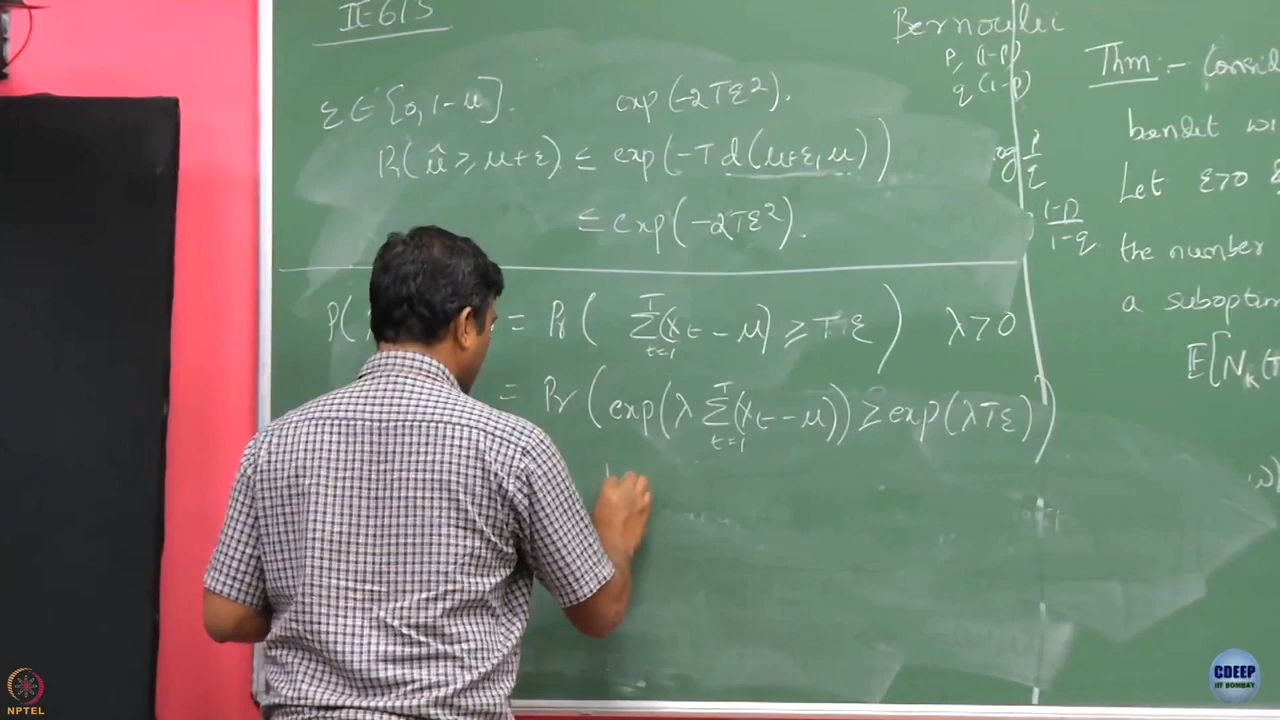 IE613
ε ∈ [0, 1-μ]. exp(-2Tε²).
Pr(μ̂ ≥ μ+ε) ≤ exp(-T d(μ+ε, μ))
≤ exp(-2Tε²).
P( = Pr( Σ_{t=1}^{T}(X_t - μ) ≥ Tε ) λ>0
= Pr( exp(λ Σ_{t=1}^{T}(X_t - μ)) ≥ exp(λTε) )
Bernoulli
p, (1-p)
q (1-p)
log p/q
1-p/1-q
Thm:- Consid
bandit wi
Let ε>0 &
the number
a suboptim
E[N_K(T
NPTEL
CDEEP
IIT BOMBAY